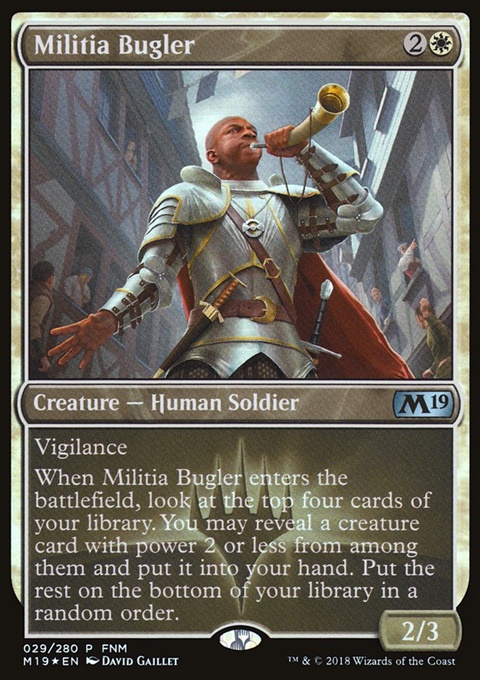 Militia Bugler 2
Creature — Human Soldier M19
Vigilance
When Militia Bugler enters the
battlefield, look at the top four cards of
your library. You may reveal a creature
card with power 2 or less from among
them and put it into your hand. Put the
rest on the bottom of your library in a
random order.
2/3
029/280 P FNM
M19★EN David Gaillet ™ & © 2018 Wizards of the Coast